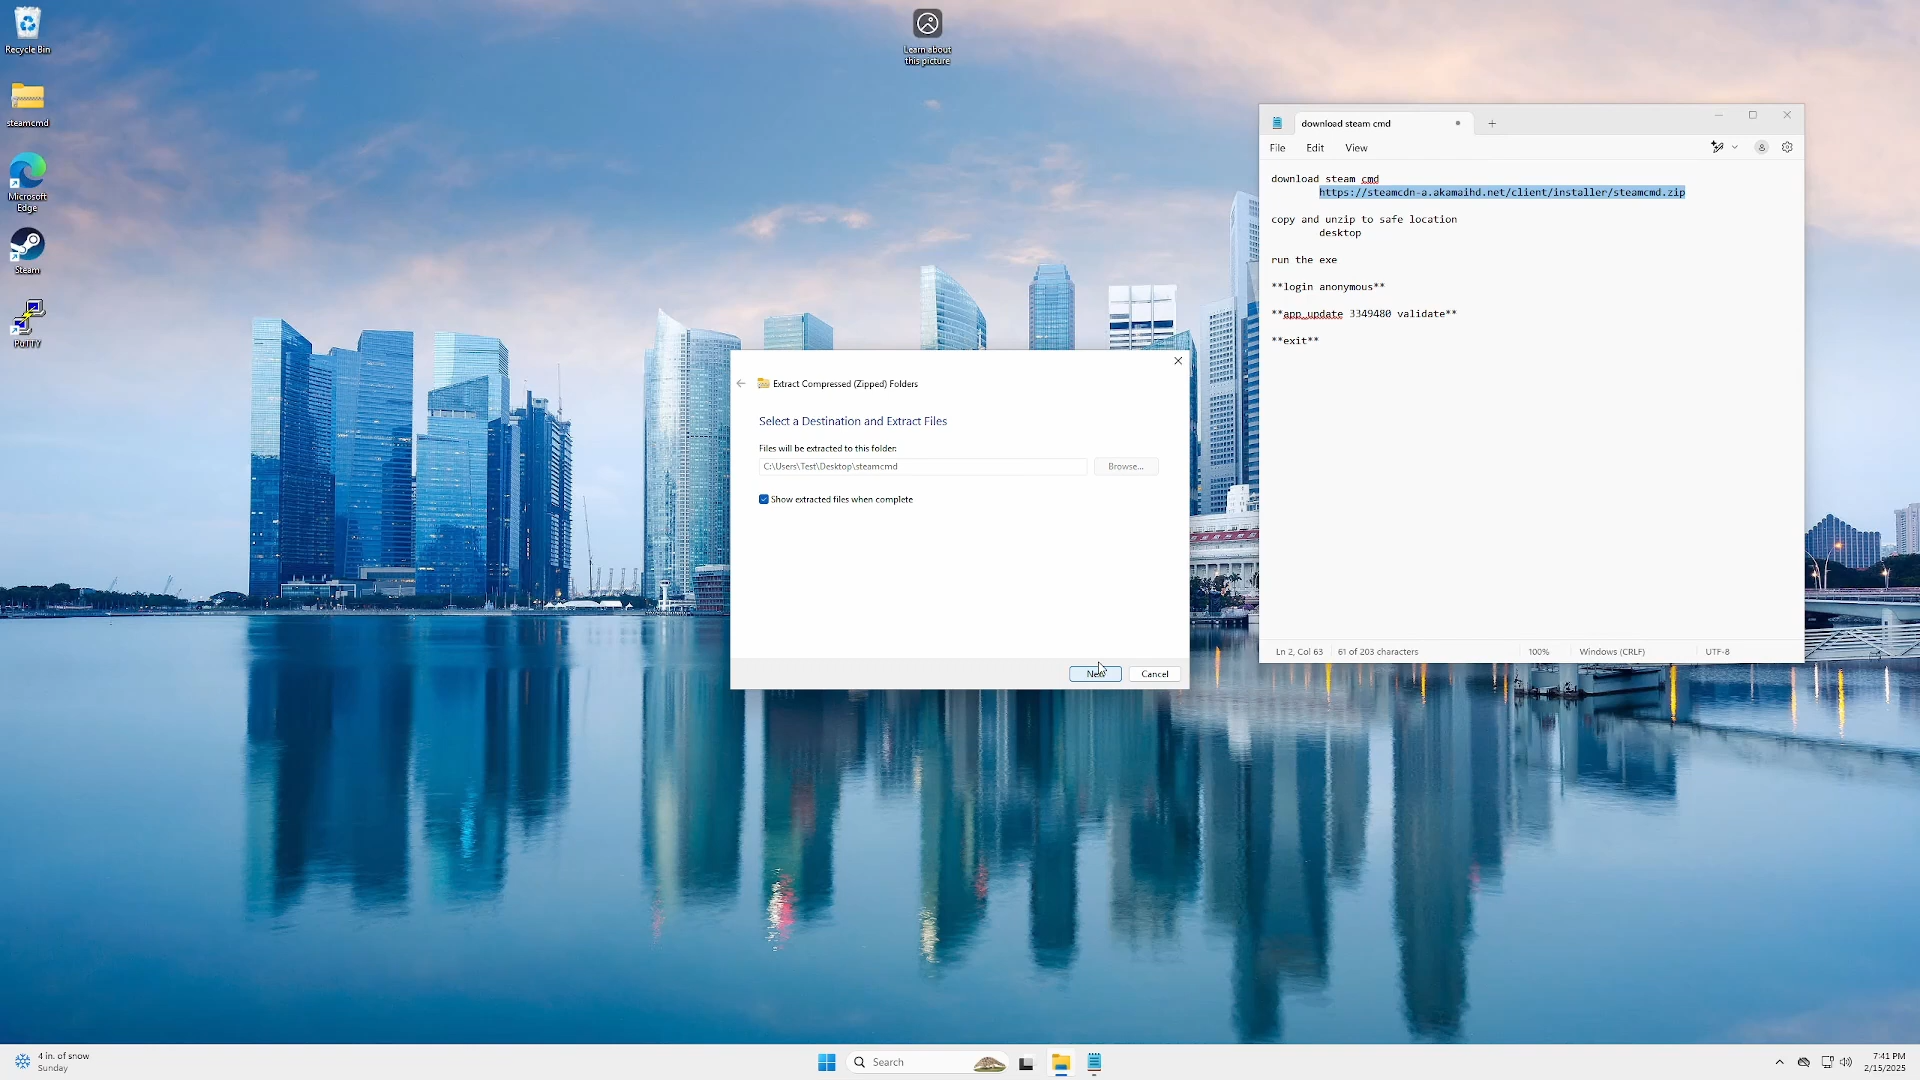 Recycle Bin
steamcmd
Microsoft
Edge
Steam
PuTTY
Learn about
this picture
download steam cmd
File Edit View
download steam cmd
https://steamcdn-a.akamaihd.net/client/installer/steamcmd.zip
copy and unzip to safe location
desktop
run the exe
**login anonymous**
**app_update 3349480 validate**
**exit**
Ln 2, Col 63 61 of 203 characters 100% Windows (CRLF) UTF-8
Extract Compressed (Zipped) Folders
Select a Destination and Extract Files
Files will be extracted to this folder:
C:\Users\Test\Desktop\steamcmd Browse...
Show extracted files when complete
Cancel
4 in. of snow
Sunday
Search
7:41 PM
2/15/2025